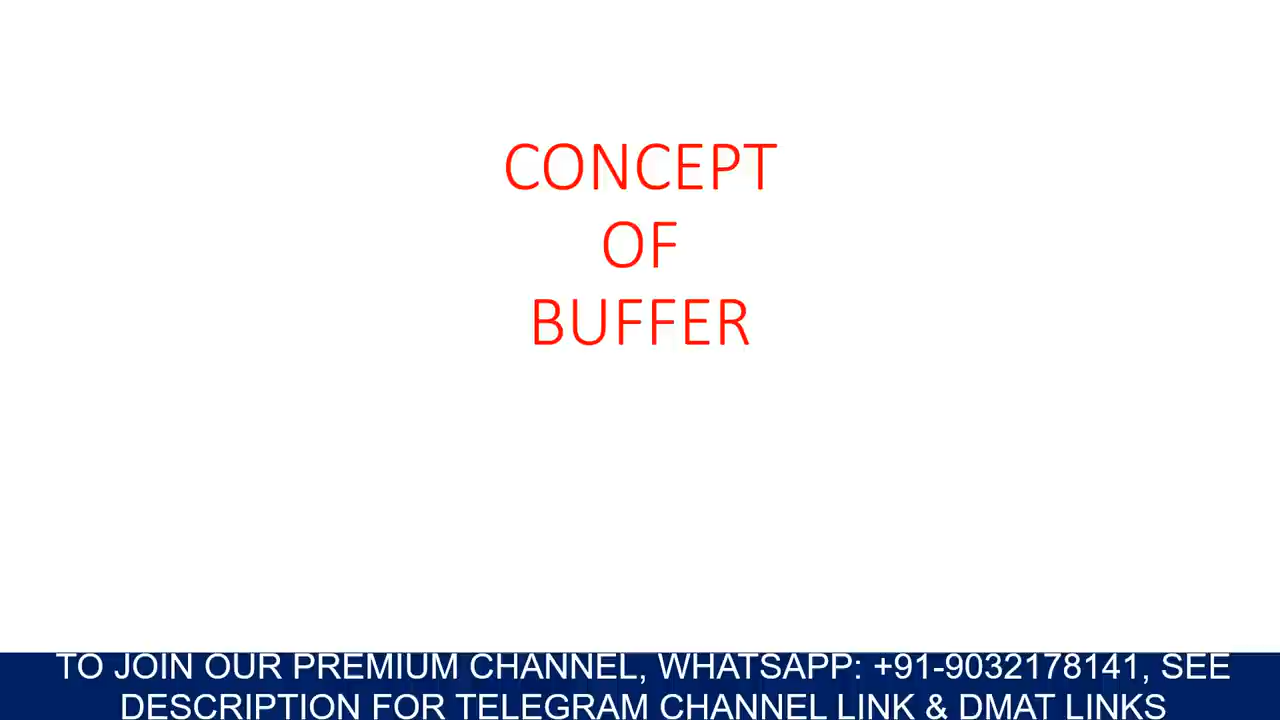 CONCEPT
OF
BUFFER
TO JOIN OUR PREMIUM CHANNEL, WHATSAPP: +91-9032178141, SEE
DESCRIPTION FOR TELEGRAM CHANNEL LINK & DMAT LINKS